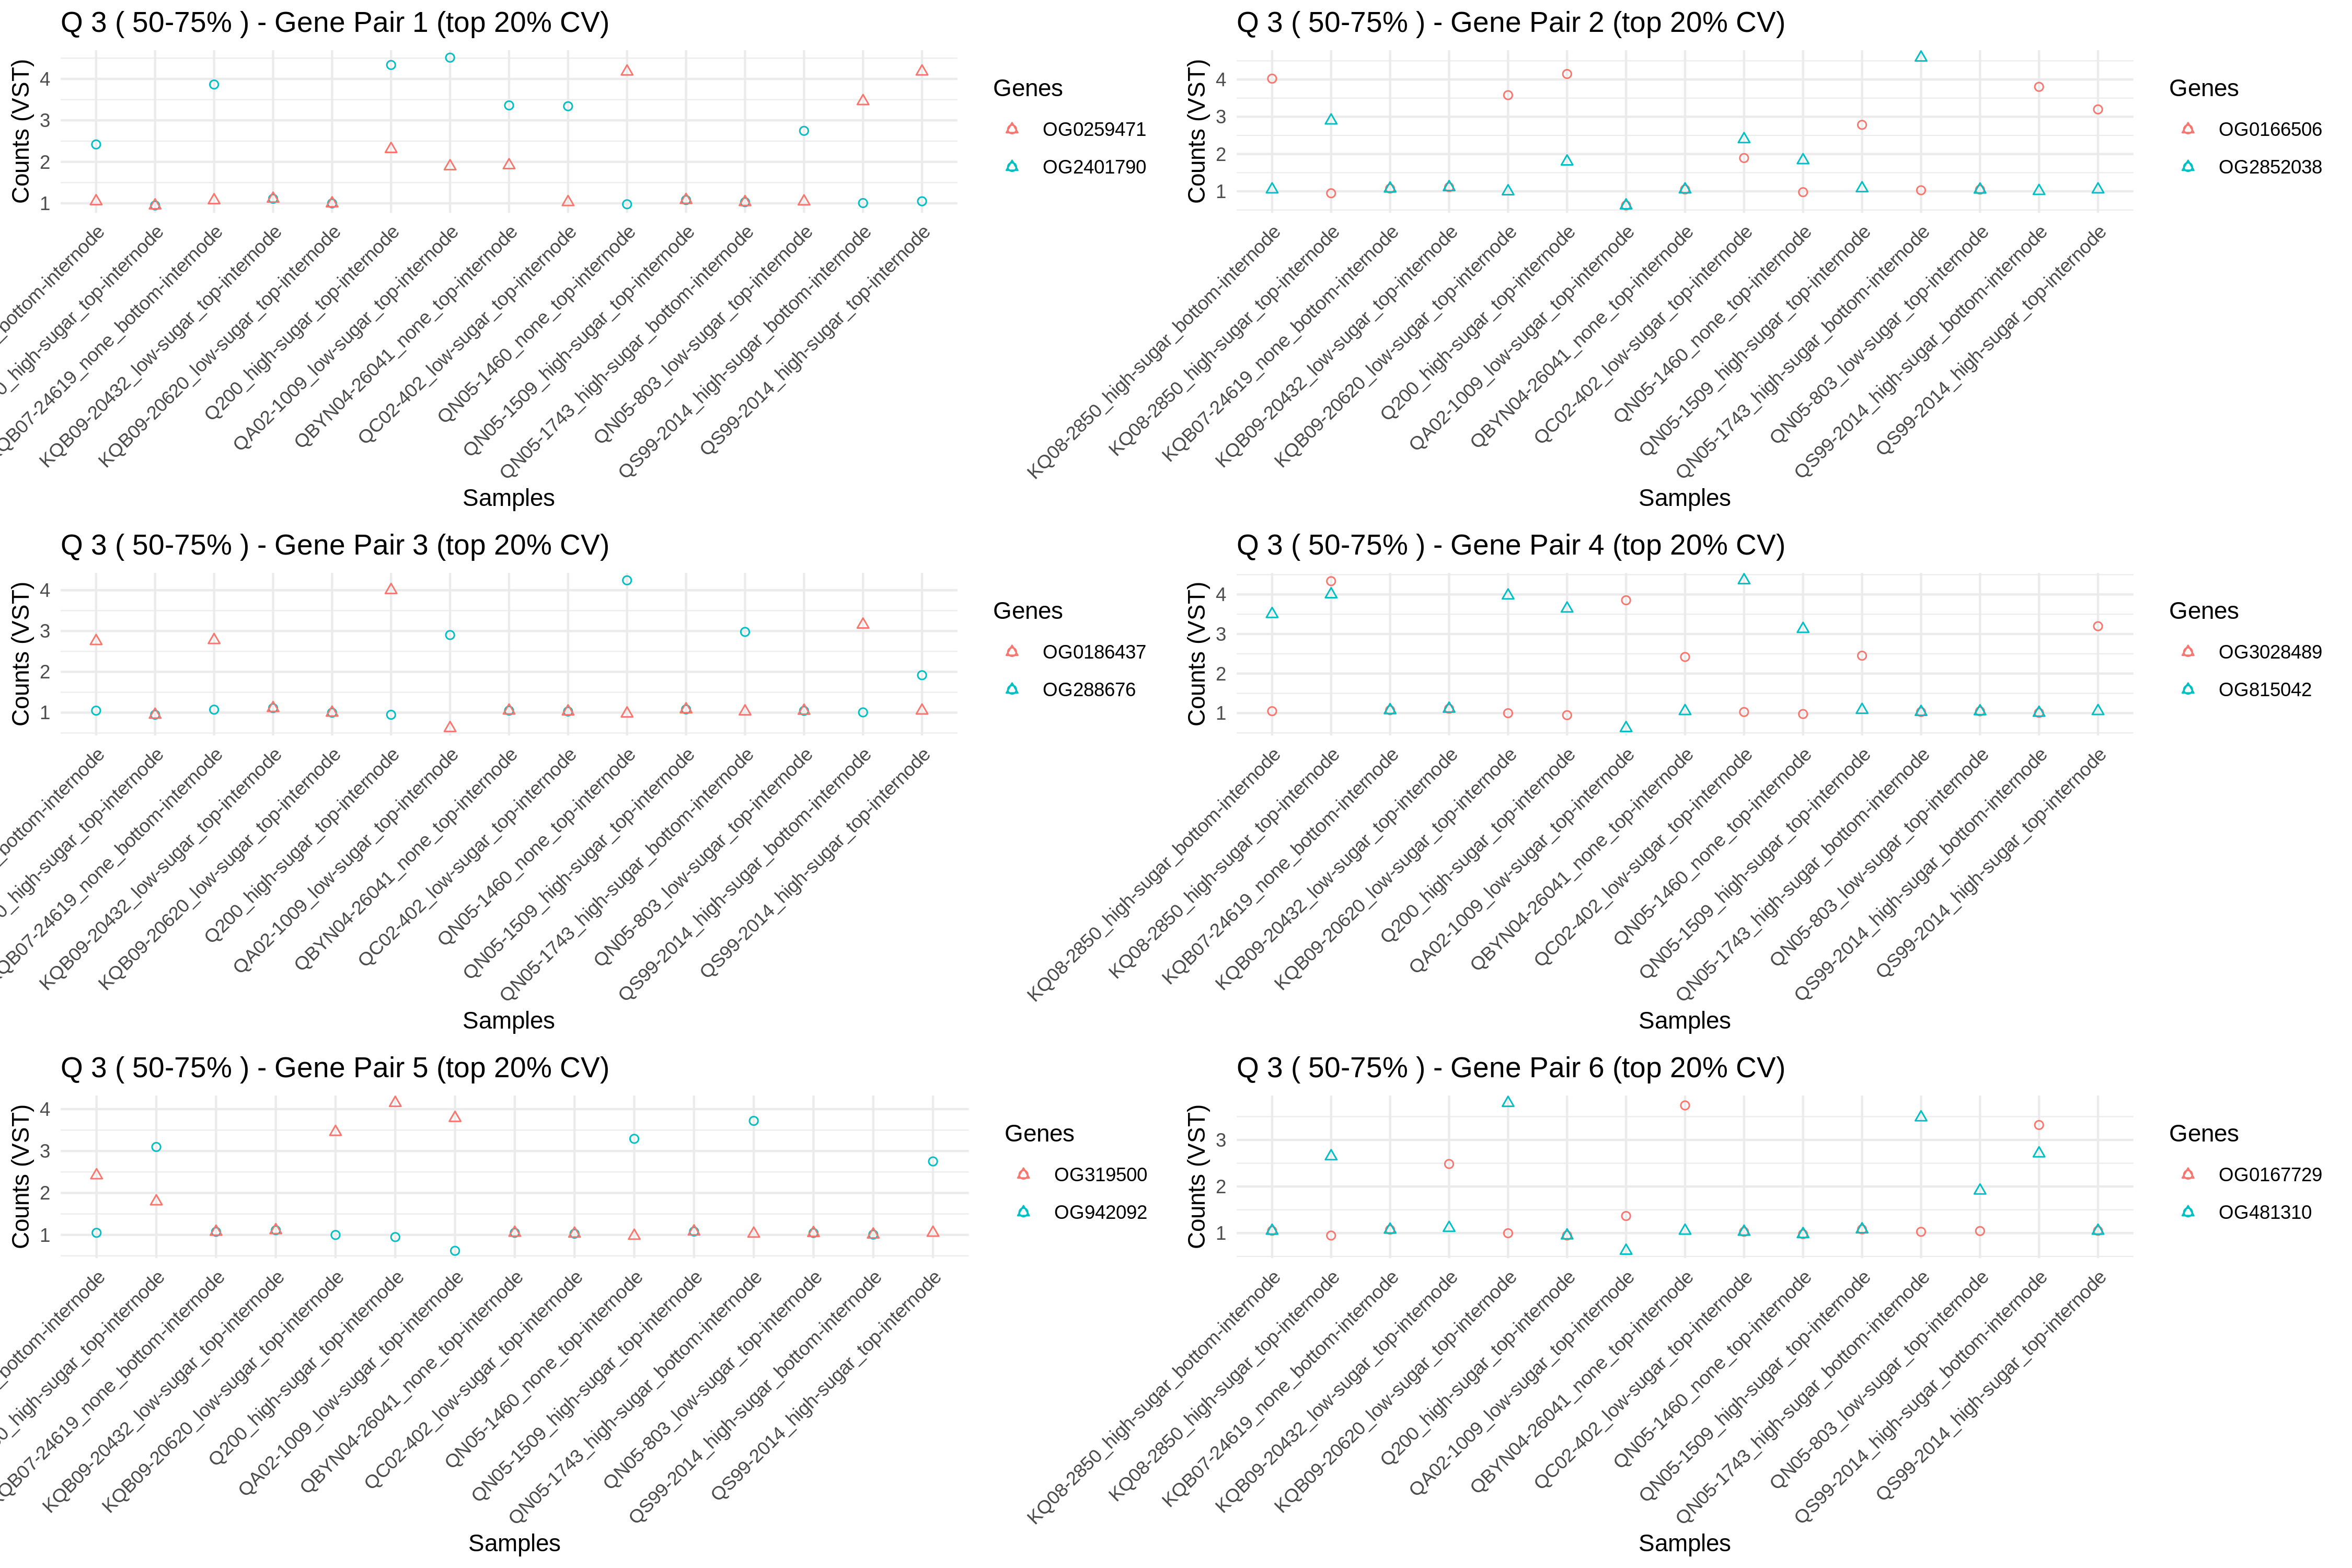 Q 3 ( 50-75% ) - Gene Pair 1 (top 20% CV)
Counts (VST)
4
3
2
1
_bottom-internode
0_high-sugar_top-internode
KQB07-24619_none_bottom-internode
KQB09-20432_low-sugar_top-internode
KQB09-20620_low-sugar_top-internode
Q200_high-sugar_top-internode
QA02-1009_low-sugar_top-internode
QBYN04-26041_none_top-internode
QC02-402_low-sugar_top-internode
QN05-1460_none_top-internode
QN05-1509_high-sugar_top-internode
QN05-1743_high-sugar_bottom-internode
QN05-803_low-sugar_top-internode
QS99-2014_high-sugar_bottom-internode
QS99-2014_high-sugar_top-internode
Samples
Genes
OG0259471
OG2401790
Q 3 ( 50-75% ) - Gene Pair 2 (top 20% CV)
Counts (VST)
4
3
2
1
KQ08-2850_high-sugar_bottom-internode
KQ08-2850_high-sugar_top-internode
KQB07-24619_none_bottom-internode
KQB09-20432_low-sugar_top-internode
KQB09-20620_low-sugar_top-internode
Q200_high-sugar_top-internode
QA02-1009_low-sugar_top-internode
QBYN04-26041_none_top-internode
QC02-402_low-sugar_top-internode
QN05-1460_none_top-internode
QN05-1509_high-sugar_top-internode
QN05-1743_high-sugar_bottom-internode
QN05-803_low-sugar_top-internode
QS99-2014_high-sugar_bottom-internode
QS99-2014_high-sugar_top-internode
Samples
Genes
OG0166506
OG2852038
Q 3 ( 50-75% ) - Gene Pair 3 (top 20% CV)
Counts (VST)
4
3
2
1
_bottom-internode
0_high-sugar_top-internode
KQB07-24619_none_bottom-internode
KQB09-20432_low-sugar_top-internode
KQB09-20620_low-sugar_top-internode
Q200_high-sugar_top-internode
QA02-1009_low-sugar_top-internode
QBYN04-26041_none_top-internode
QC02-402_low-sugar_top-internode
QN05-1460_none_top-internode
QN05-1509_high-sugar_top-internode
QN05-1743_high-sugar_bottom-internode
QN05-803_low-sugar_top-internode
QS99-2014_high-sugar_bottom-internode
QS99-2014_high-sugar_top-internode
Samples
Genes
OG0186437
OG288676
Q 3 ( 50-75% ) - Gene Pair 4 (top 20% CV)
Counts (VST)
4
3
2
1
KQ08-2850_high-sugar_bottom-internode
KQ08-2850_high-sugar_top-internode
KQB07-24619_none_bottom-internode
KQB09-20432_low-sugar_top-internode
KQB09-20620_low-sugar_top-internode
Q200_high-sugar_top-internode
QA02-1009_low-sugar_top-internode
QBYN04-26041_none_top-internode
QC02-402_low-sugar_top-internode
QN05-1460_none_top-internode
QN05-1509_high-sugar_top-internode
QN05-1743_high-sugar_bottom-internode
QN05-803_low-sugar_top-internode
QS99-2014_high-sugar_bottom-internode
QS99-2014_high-sugar_top-internode
Samples
Genes
OG3028489
OG815042
Q 3 ( 50-75% ) - Gene Pair 5 (top 20% CV)
Counts (VST)
4
3
2
1
_bottom-internode
0_high-sugar_top-internode
KQB07-24619_none_bottom-internode
KQB09-20432_low-sugar_top-internode
KQB09-20620_low-sugar_top-internode
Q200_high-sugar_top-internode
QA02-1009_low-sugar_top-internode
QBYN04-26041_none_top-internode
QC02-402_low-sugar_top-internode
QN05-1460_none_top-internode
QN05-1509_high-sugar_top-internode
QN05-1743_high-sugar_bottom-internode
QN05-803_low-sugar_top-internode
QS99-2014_high-sugar_bottom-internode
QS99-2014_high-sugar_top-internode
Samples
Genes
OG319500
OG942092
Q 3 ( 50-75% ) - Gene Pair 6 (top 20% CV)
Counts (VST)
3
2
1
KQ08-2850_high-sugar_bottom-internode
KQ08-2850_high-sugar_top-internode
KQB07-24619_none_bottom-internode
KQB09-20432_low-sugar_top-internode
KQB09-20620_low-sugar_top-internode
Q200_high-sugar_top-internode
QA02-1009_low-sugar_top-internode
QBYN04-26041_none_top-internode
QC02-402_low-sugar_top-internode
QN05-1460_none_top-internode
QN05-1509_high-sugar_top-internode
QN05-1743_high-sugar_bottom-internode
QN05-803_low-sugar_top-internode
QS99-2014_high-sugar_bottom-internode
QS99-2014_high-sugar_top-internode
Samples
Genes
OG0167729
OG481310